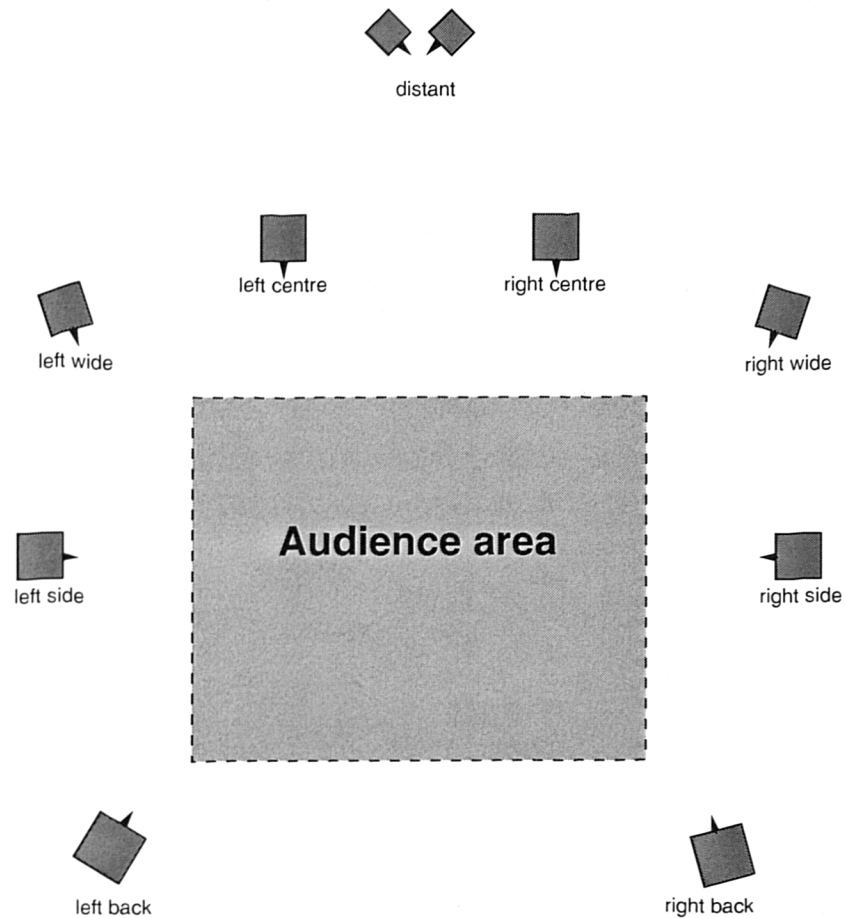 distant
left centre
right centre
left wide
right wide
Audience area
left side
right side
left back
right back